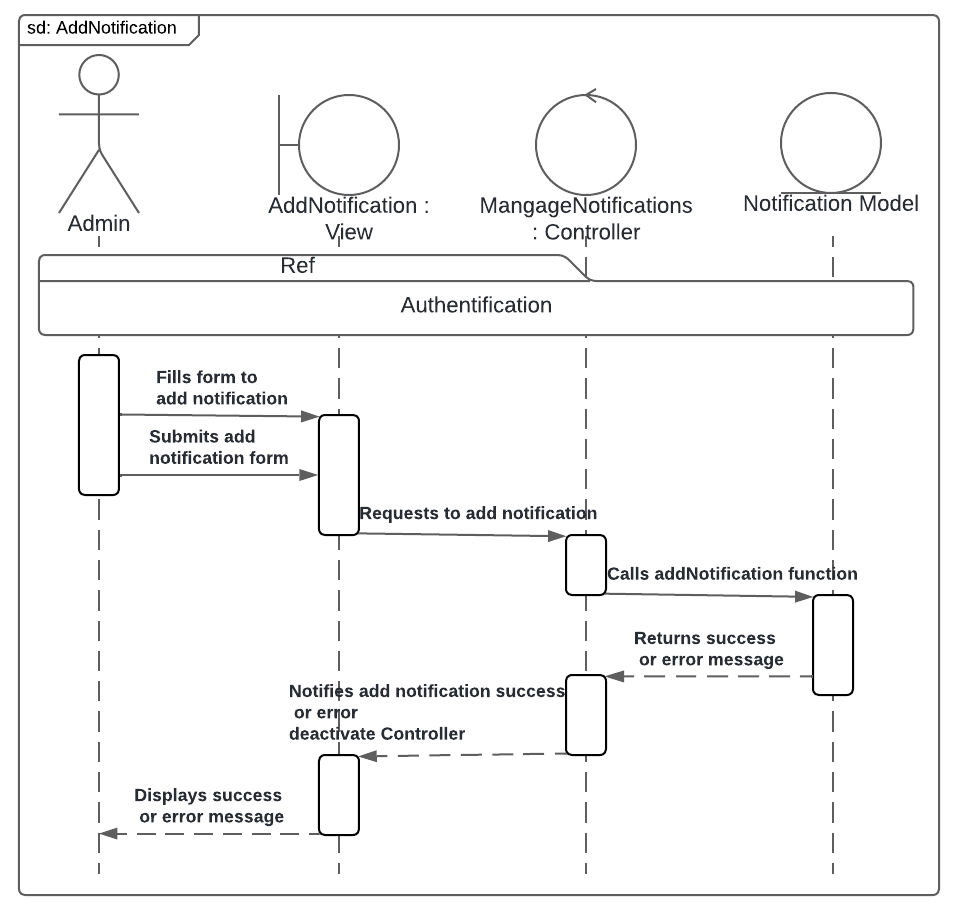 sd: AddNotification
Admin
AddNotification :
View
MangageNotifications
: Controller
Notification Model
Ref
Authentification
Fills form to
add notification
Submits add
notification form
Requests to add notification
Calls addNotification function
Returns success
or error message
Notifies add notification success
or error
deactivate Controller
Displays success
or error message